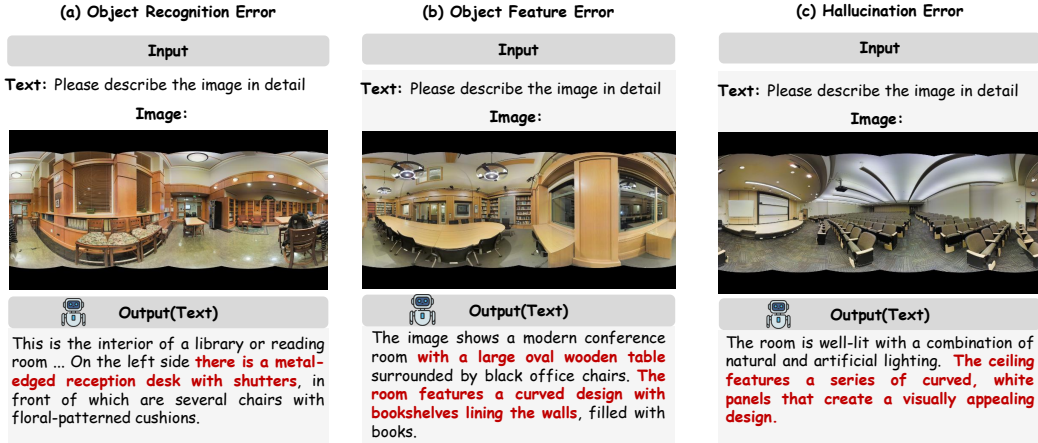 (a) Object Recognition Error
Input
Text: Please describe the image in detail
Image:
Output(Text)
This is the interior of a library or reading
room ... On the left side there is a metal-
edged reception desk with shutters, in
front of which are several chairs with
floral-patterned cushions.
(b) Object Feature Error
Input
Text: Please describe the image in detail
Image:
Output(Text)
The image shows a modern conference
room with a large oval wooden table
surrounded by black office chairs. The
room features a curved design with
bookshelves lining the walls, filled with
books.
(c) Hallucination Error
Input
Text: Please describe the image in detail
Image:
Output(Text)
The room is well-lit with a combination of
natural and artificial lighting. The ceiling
features a series of curved, white
panels that create a visually appealing
design.